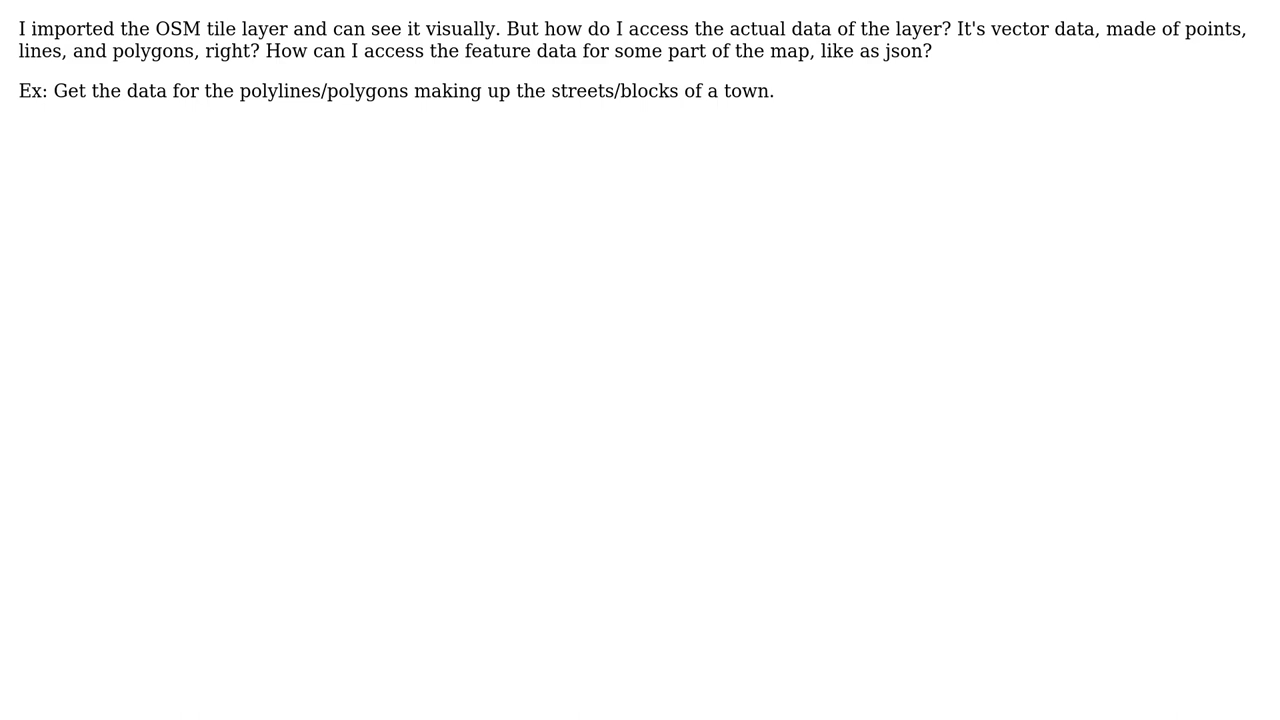 I imported the OSM tile layer and can see it visually. But how do I access the actual data of the layer? It's vector data, made of points,
lines, and polygons, right? How can I access the feature data for some part of the map, like as json?
Ex: Get the data for the polylines/polygons making up the streets/blocks of a town.